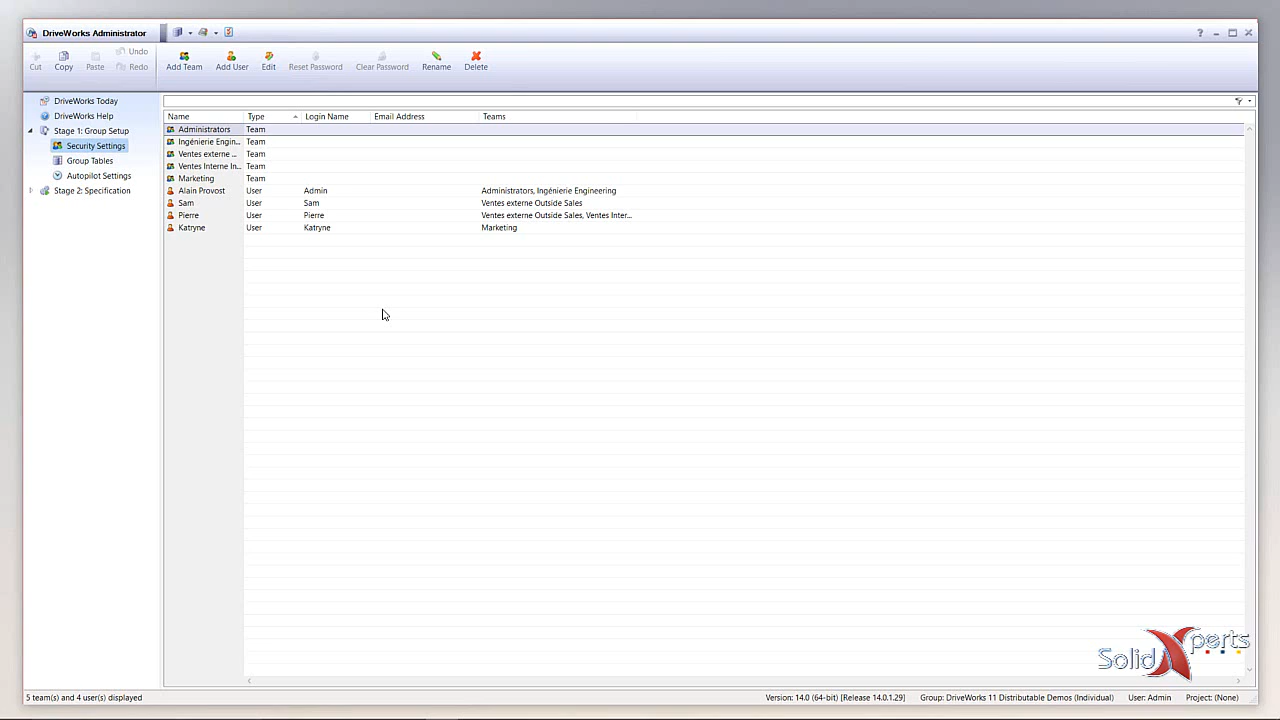 DriveWorks Administrator
Cut
Copy
Paste
Undo
Redo
Add Team
Add User
Edit
Reset Password
Clear Password
Rename
Delete
DriveWorks Today
DriveWorks Help
Stage 1: Group Setup
Security Settings
Group Tables
Autopilot Settings
Stage 2: Specification
Name Type Login Name Email Address Teams
Administrators Team
Ingénierie Engin... Team
Ventes externe ... Team
Ventes Interne In... Team
Marketing Team
Alain Provost User Admin Administrators, Ingénierie Engineering
Sam User Sam Ventes externe Outside Sales
Pierre User Pierre Ventes externe Outside Sales, Ventes Inter...
Katryne User Katryne Marketing
Solid Xperts
5 team(s) and 4 user(s) displayed
Version: 14.0 (64-bit) [Release 14.0.1.29] Group: DriveWorks 11 Distributable Demos (Individual) User: Admin Project: (None)